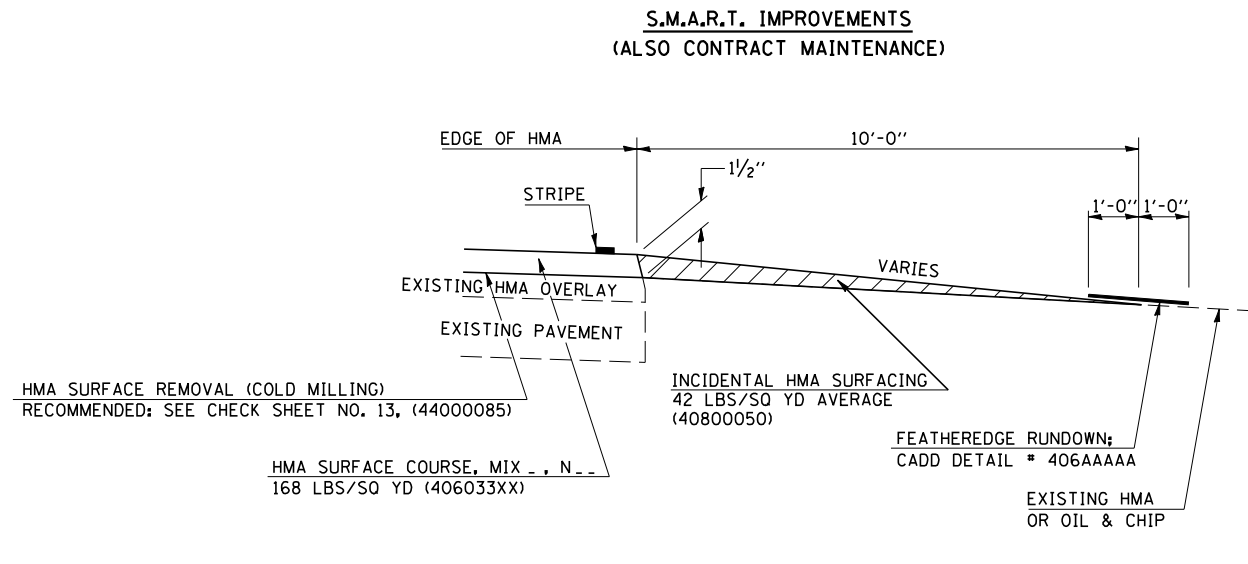 S.M.A.R.T. IMPROVEMENTS
(ALSO CONTRACT MAINTENANCE)
EDGE OF HMA
10'-0"
1½"
STRIPE
1'-0"
1'-0"
VARIES
EXISTING HMA OVERLAY
EXISTING PAVEMENT
HMA SURFACE REMOVAL (COLD MILLING)
RECOMMENDED: SEE CHECK SHEET NO. 13, (44000085)
INCIDENTAL HMA SURFACING
42 LBS/SQ YD AVERAGE
(40800050)
FEATHEREDGE RUNDOWN;
CADD DETAIL # 406AAAAA
HMA SURFACE COURSE, MIX _ , N _ _
168 LBS/SQ YD (406033XX)
EXISTING HMA
OR OIL & CHIP